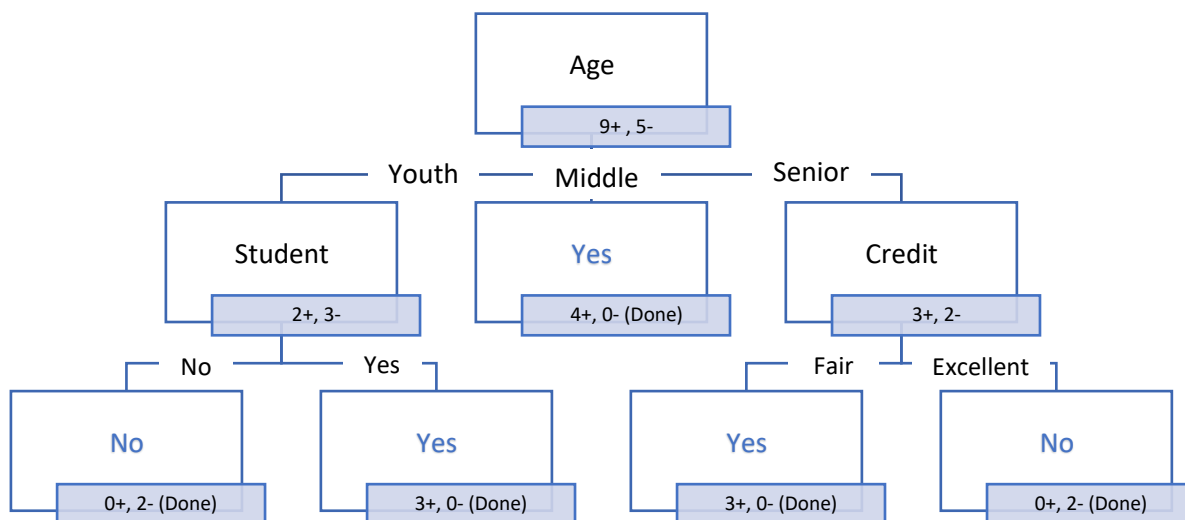 Age
9+ , 5-
Youth
Middle
Senior
Student
2+, 3-
Yes
4+, 0- (Done)
Credit
3+, 2-
No
Yes
Fair
Excellent
No
0+, 2- (Done)
Yes
3+, 0- (Done)
Yes
3+, 0- (Done)
No
0+, 2- (Done)